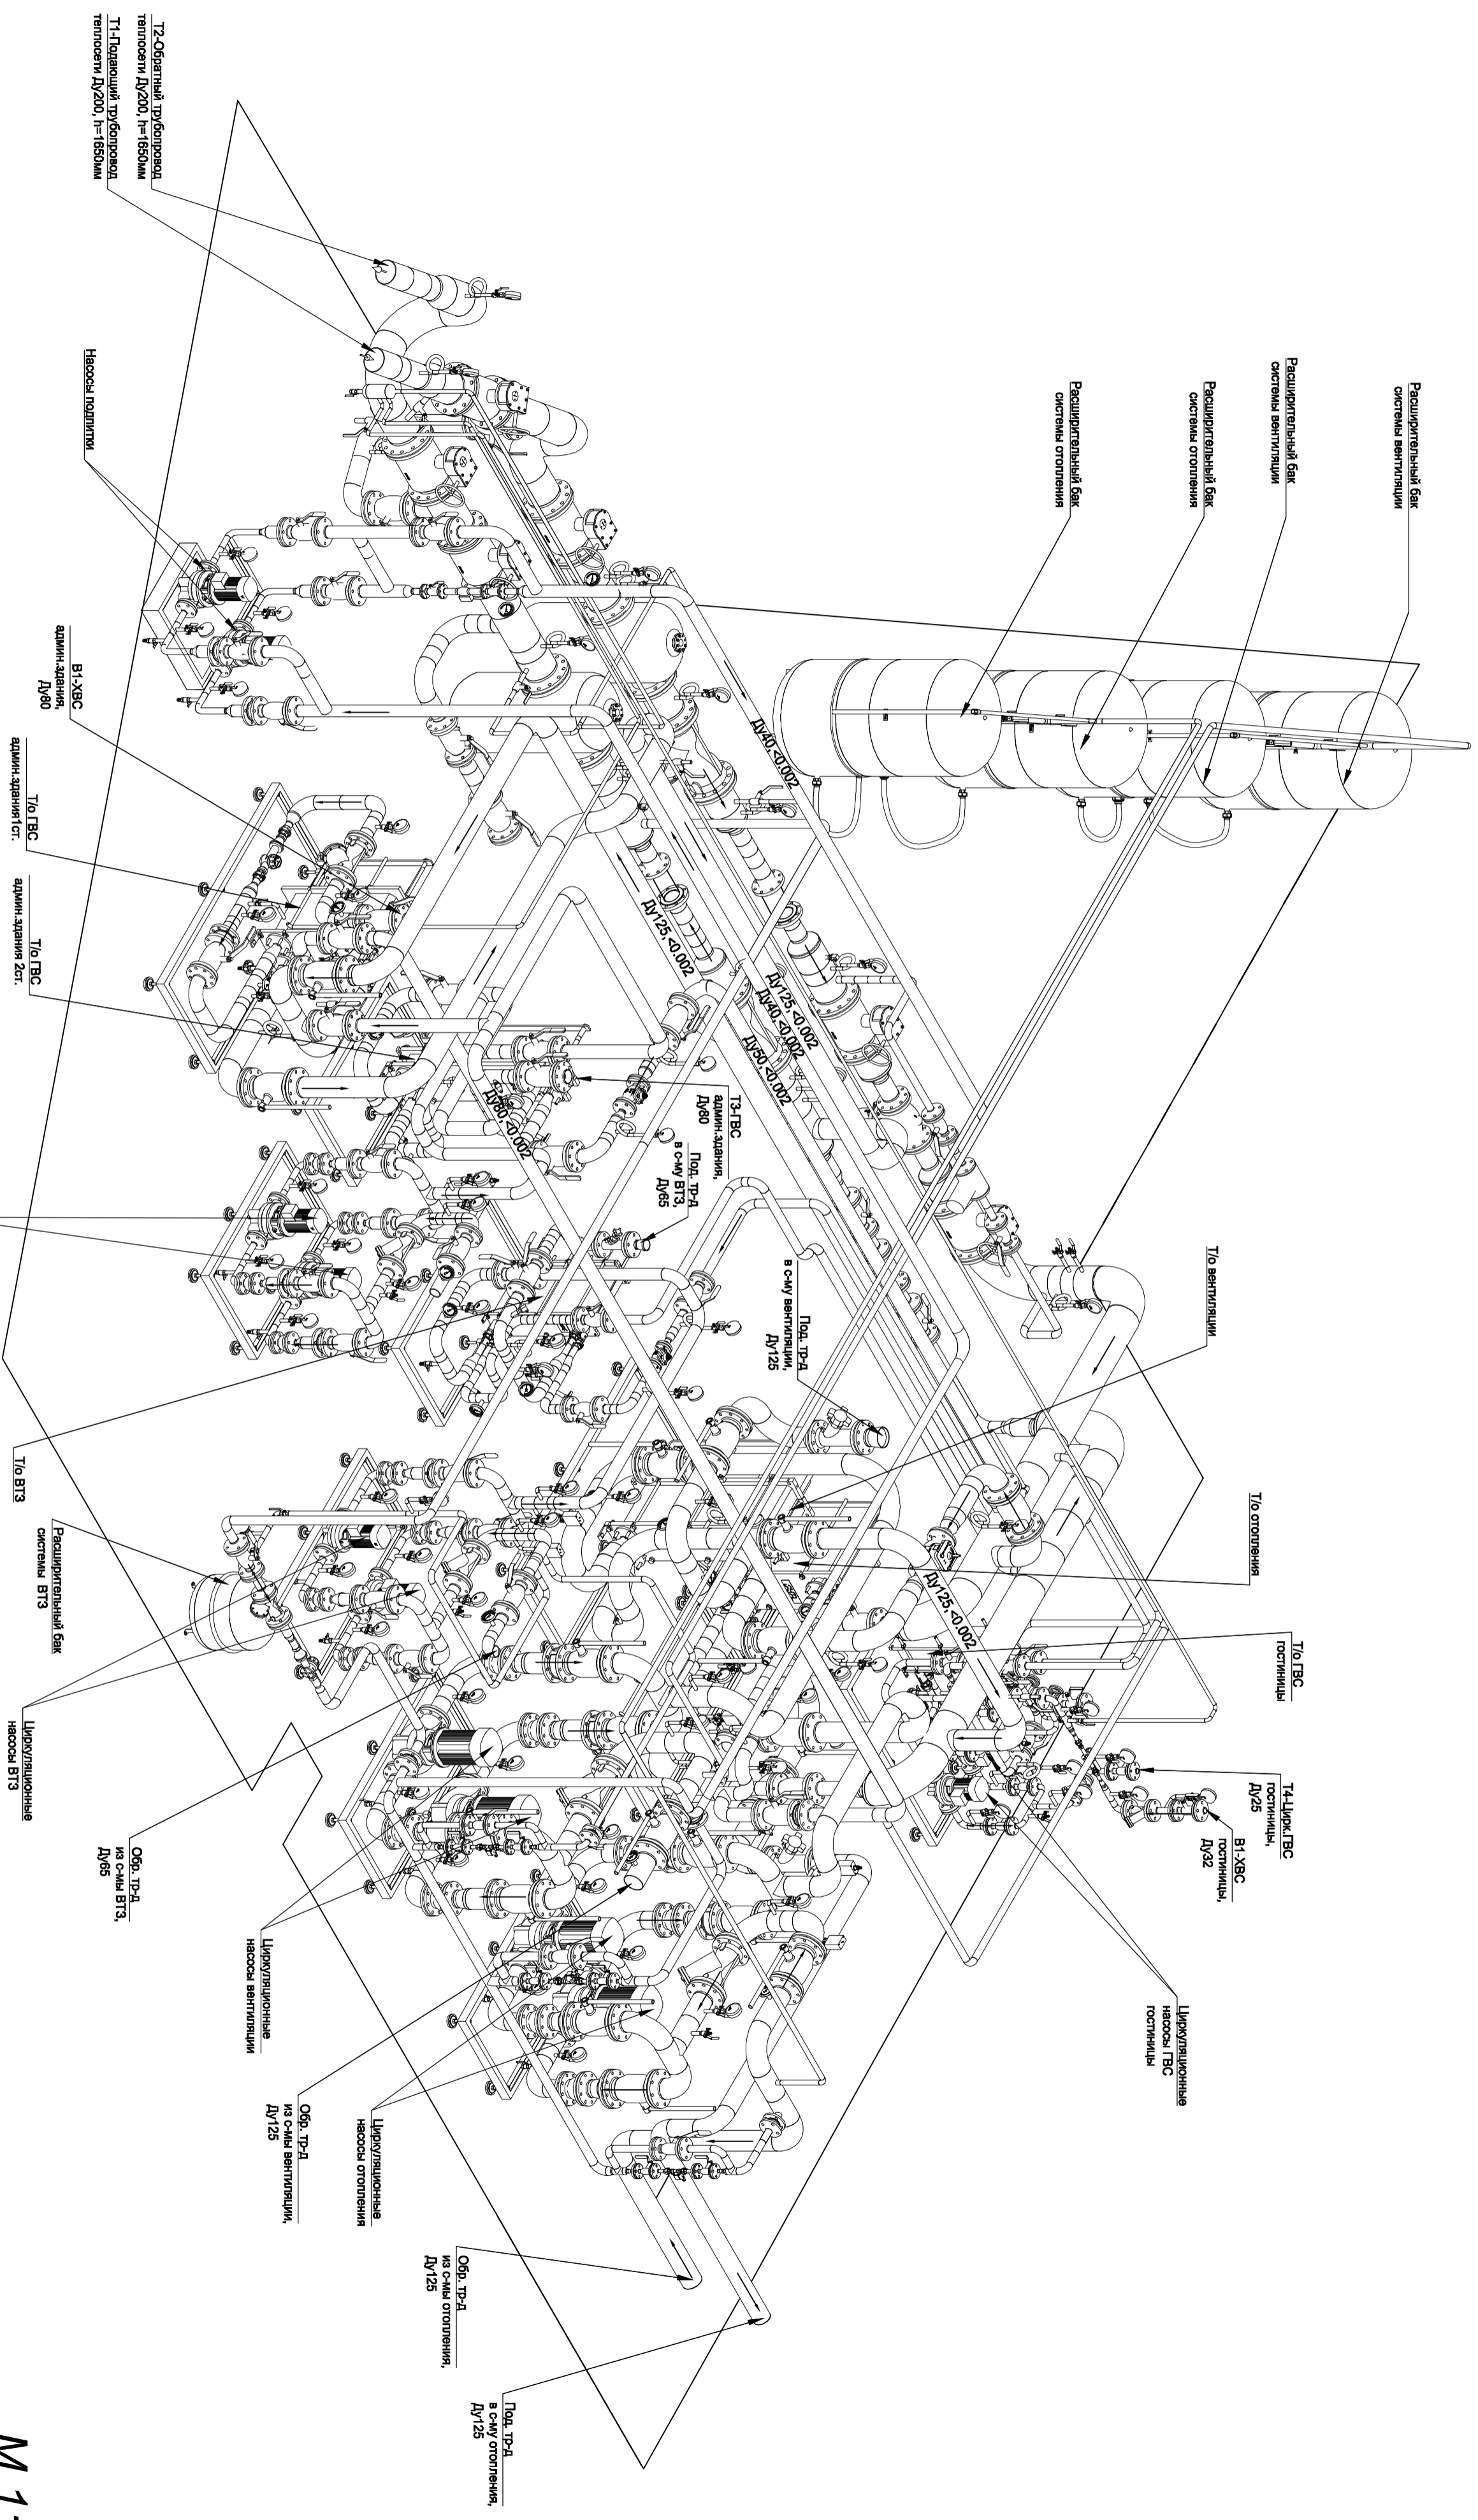 Расширительный бак
системы вентиляции
Расширительный бак
системы вентиляции
Расширительный бак
системы отопления
Расширительный бак
системы отопления
Т2-Обратный трубопровод
теплосети Ду200, h=1650мм
Т1-Подающий трубопровод
теплосети Ду200, h=1650мм
Насосы подпитки
В1-ХВС
админ.здания,
Ду80
Т/о ГВС
админ.здания1ст.
Т/о ГВС
админ.здания 2ст.
Ду40,<0.002
Ду125,<0.002
Ду125,<0.002
Ду40,<0.002
Ду50,<0.002
Ду80,<0.002
Т3-ГВС
админ.здания,
Ду80
Под. тр-д
в с-му ВТЗ,
Ду65
Под. тр-д
в с-му вентиляции,
Ду125
Т/о вентиляции
Т/о отопления
Ду125,<0.002
Т/о ГВС
гостиницы
Т4-Цирк.ГВС
гостиницы,
Ду25
В1-ХВС
гостиницы,
Ду32
Циркуляционные
насосы ГВС
гостиницы
Т/о ВТЗ
Расширительный бак
системы ВТЗ
Циркуляционные
насосы ВТЗ
Обр. тр-д
из с-мы ВТЗ,
Ду65
Циркуляционные
насосы вентиляции
Обр. тр-д
из с-мы вентиляции,
Ду125
Циркуляционные
насосы отопления
Обр. тр-д
из с-мы отопления,
Ду125
Под. тр-д
в с-му отопления,
Ду125
М 1: